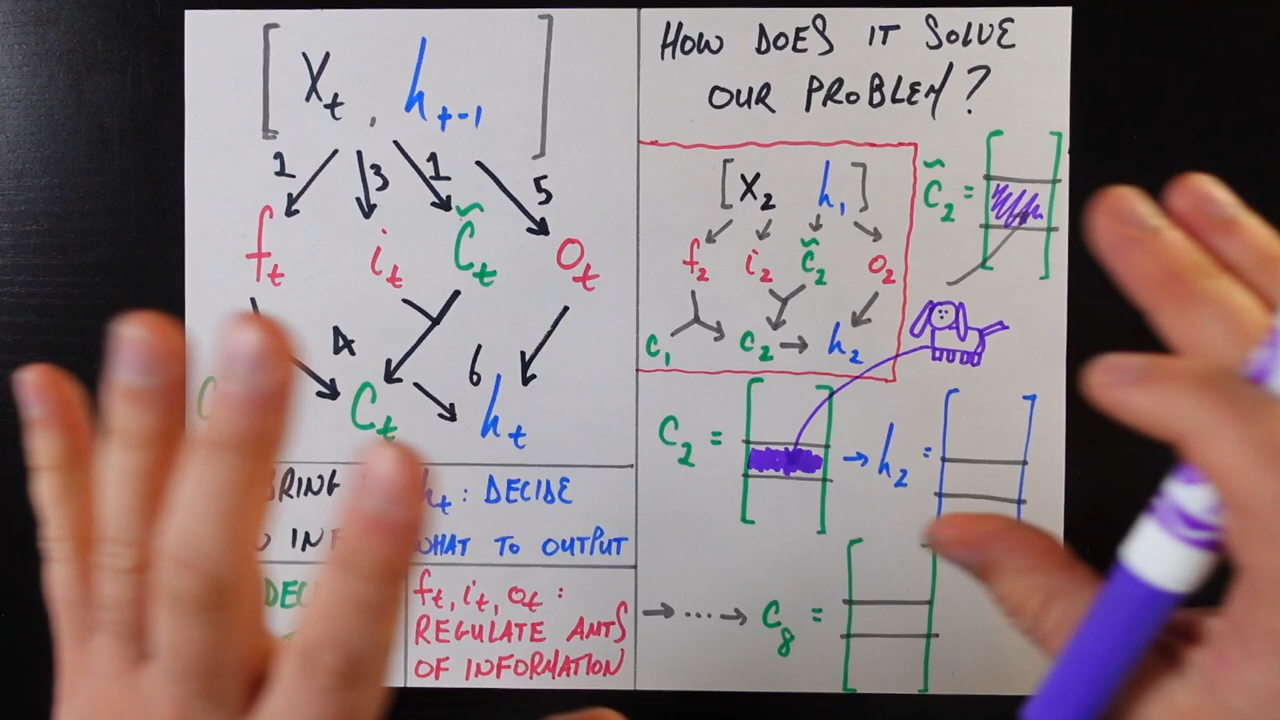 [ Xₜ , hₜ₋₁ ]
2 3 1 5
fₜ iₜ C̃ₜ oₜ
4 6
C Cₜ hₜ
BRING hₜ: DECIDE
WHAT TO OUTPUT
fₜ, iₜ, oₜ :
REGULATE AMTS
OF INFORMATION
HOW DOES IT SOLVE
OUR PROBLEM?
[ X₂ h₁ ]
f₂ i₂ C̃₂ o₂
C₁ C₂ → h₂
C̃₂ =
C₂ = → h₂ =
→ ... → C₈ =